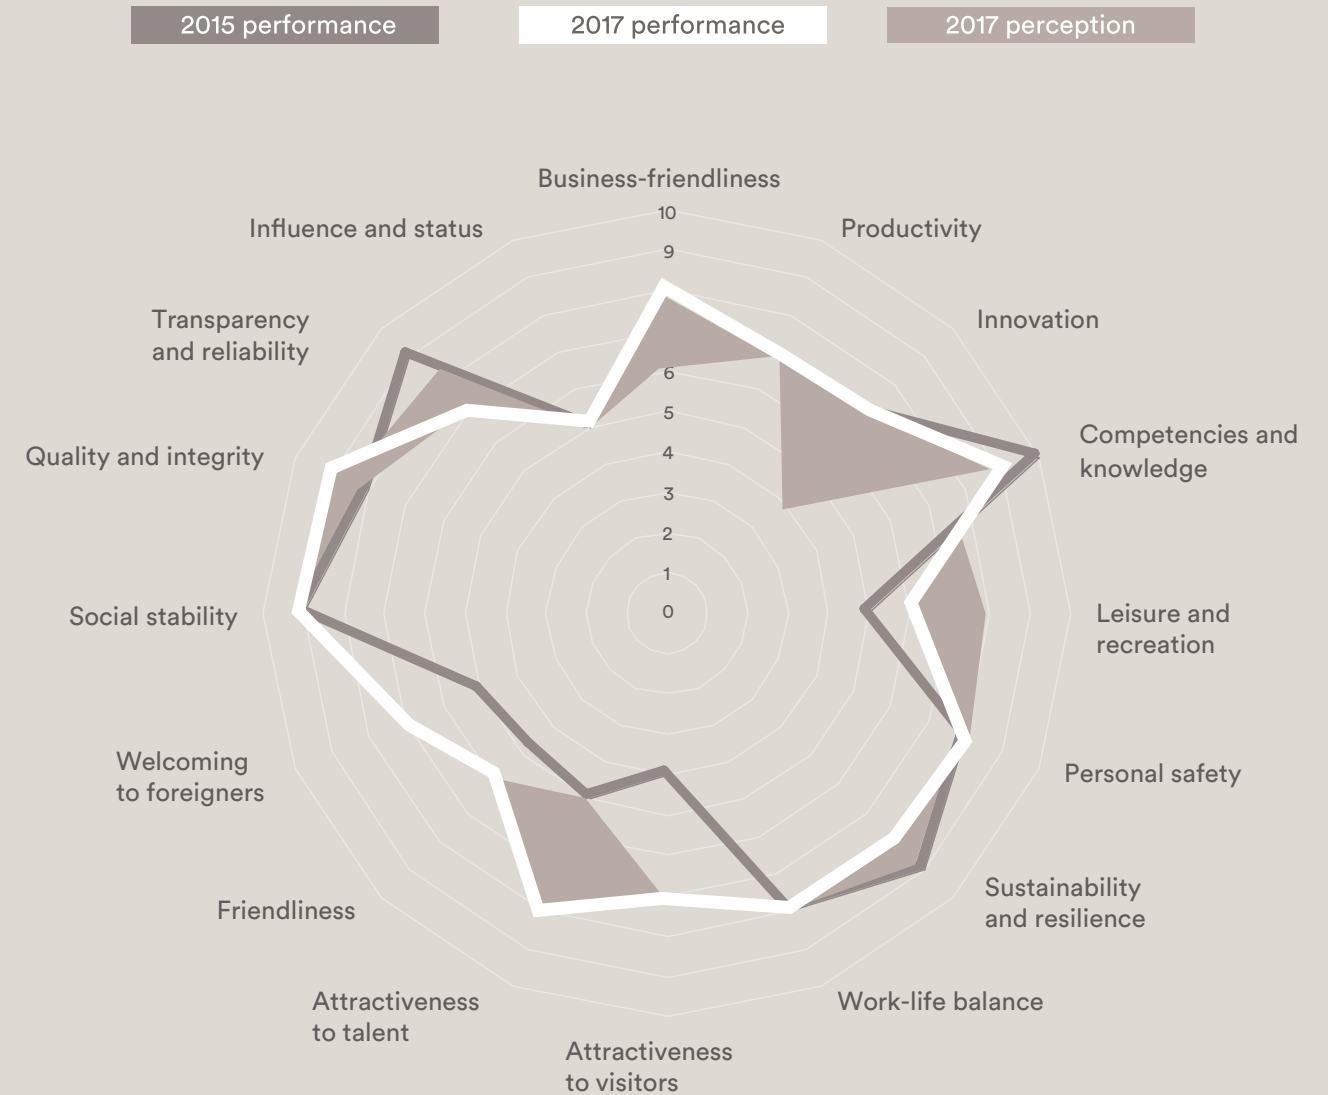 2015 performance
2017 performance
2017 perception
Business-friendliness
Influence and status
Productivity
Transparency
and reliability
Innovation
Quality and integrity
Competencies and
knowledge
Social stability
Leisure and
recreation
Welcoming
to foreigners
Personal safety
Friendliness
Sustainability
and resilience
Attractiveness
to talent
Work-life balance
Attractiveness
to visitors
10
9
6
5
4
3
2
1
0